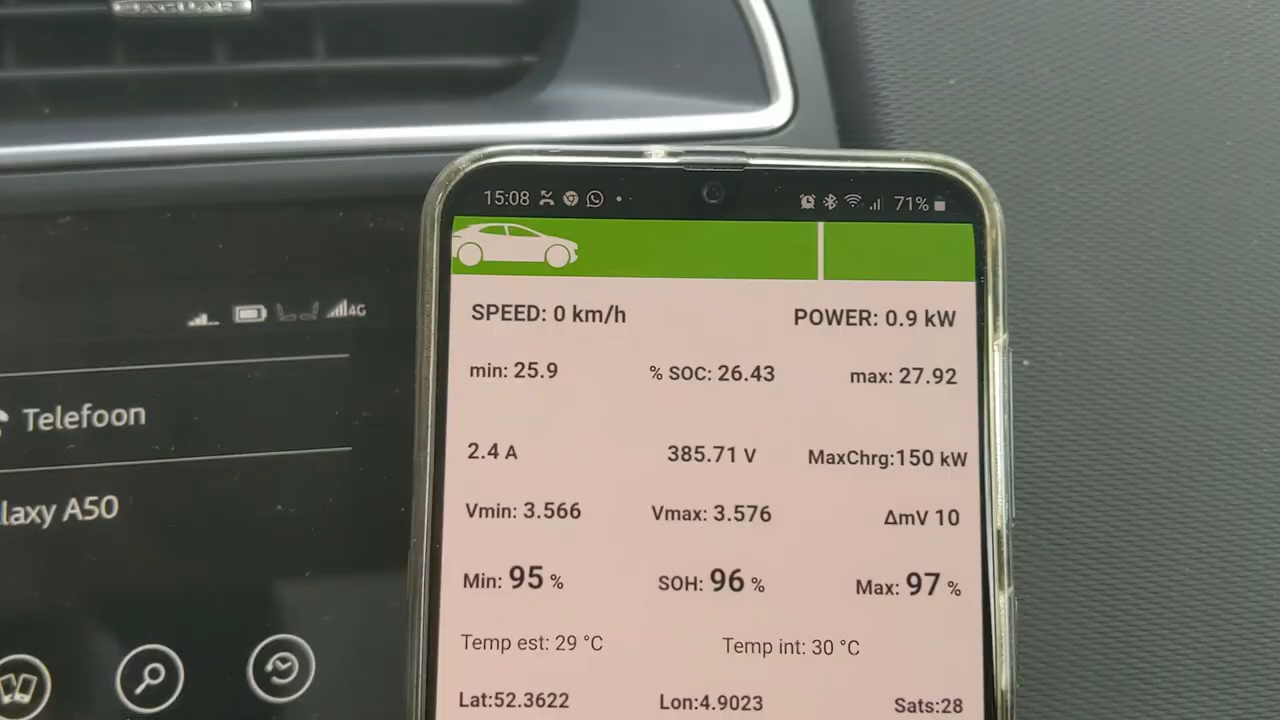 JAGUAR
15:08 71%
SPEED: 0 km/h POWER: 0.9 kW
min: 25.9 % SOC: 26.43 max: 27.92
2.4 A 385.71 V MaxChrg:150 kW
Vmin: 3.566 Vmax: 3.576 ΔmV 10
Min: 95 % SOH: 96 % Max: 97 %
Temp est: 29 °C Temp int: 30 °C
Lat:52.3622 Lon:4.9023 Sats:28
4G
Telefoon
laxy A50